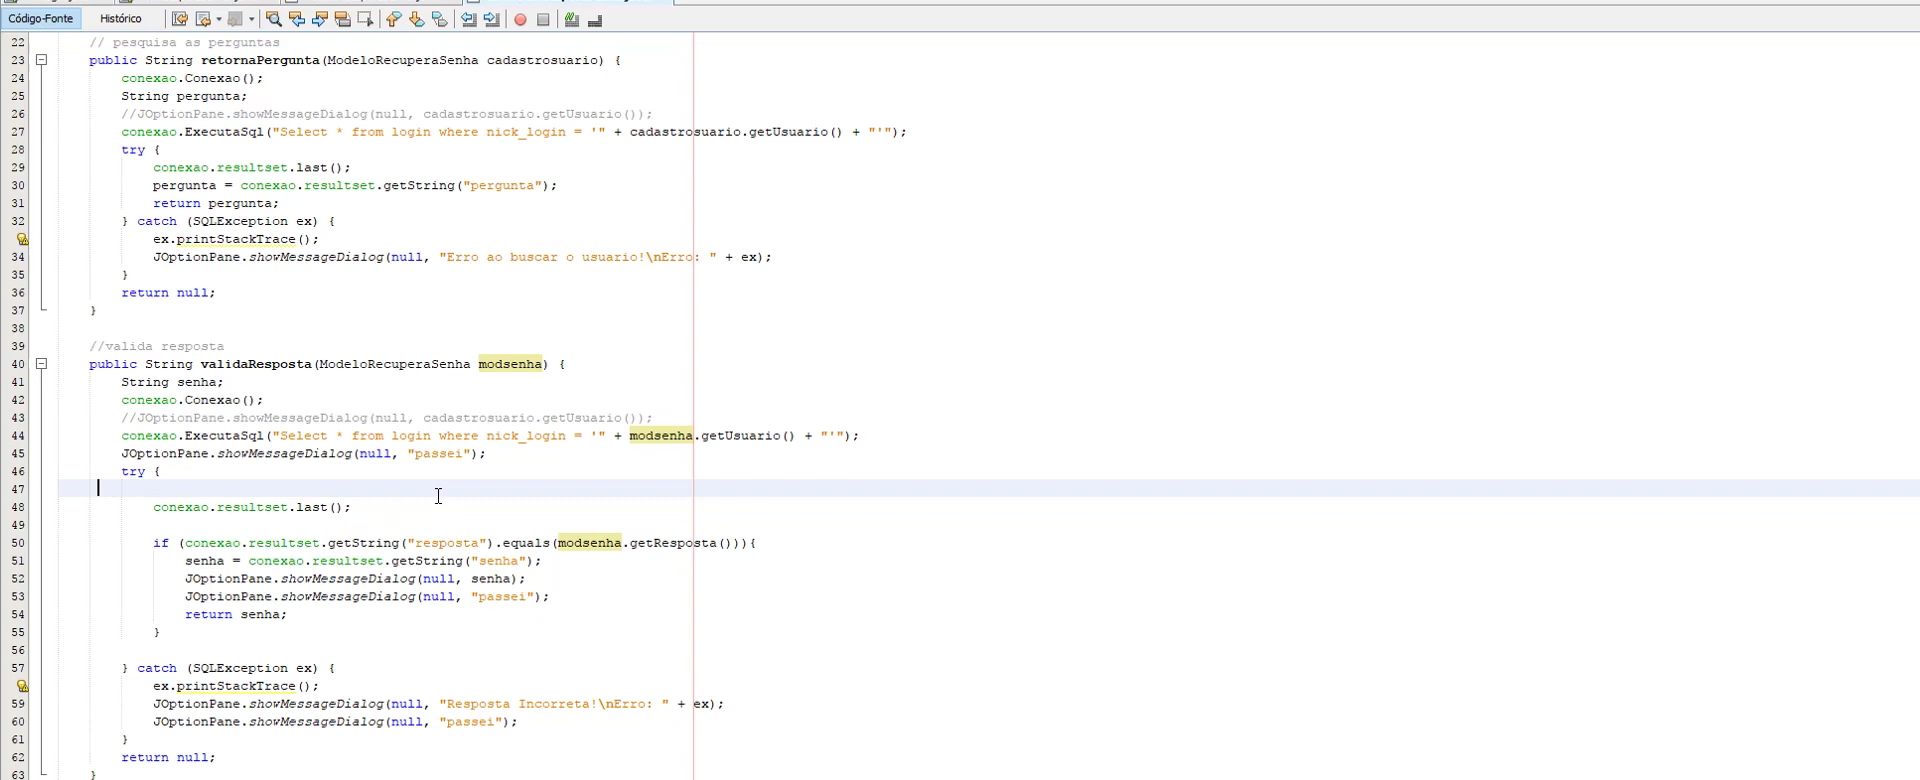 Código-Fonte Histórico
22 // pesquisa as perguntas
23 public String retornaPergunta(ModeloRecuperaSenha cadastrosuario) {
24 conexao.Conexao();
25 String pergunta;
26 //JOptionPane.showMessageDialog(null, cadastrosuario.getUsuario());
27 conexao.ExecutaSql("Select * from login where nick_login = '" + cadastrosuario.getUsuario() + "'");
28 try {
29 conexao.resultset.last();
30 pergunta = conexao.resultset.getString("pergunta");
31 return pergunta;
32 } catch (SQLException ex) {
ex.printStackTrace();
34 JOptionPane.showMessageDialog(null, "Erro ao buscar o usuario!\nErro: " + ex);
35 }
36 return null;
37 }
38
39 //valida resposta
40 public String validaResposta(ModeloRecuperaSenha modsenha) {
41 String senha;
42 conexao.Conexao();
43 //JOptionPane.showMessageDialog(null, cadastrosuario.getUsuario());
44 conexao.ExecutaSql("Select * from login where nick_login = '" + modsenha.getUsuario() + "'");
45 JOptionPane.showMessageDialog(null, "passei");
46 try {
47
48 conexao.resultset.last();
49
50 if (conexao.resultset.getString("resposta").equals(modsenha.getResposta())){
51 senha = conexao.resultset.getString("senha");
52 JOptionPane.showMessageDialog(null, senha);
53 JOptionPane.showMessageDialog(null, "passei");
54 return senha;
55 }
56
57 } catch (SQLException ex) {
ex.printStackTrace();
59 JOptionPane.showMessageDialog(null, "Resposta Incorreta!\nErro: " + ex);
60 JOptionPane.showMessageDialog(null, "passei");
61 }
62 return null;
63 }